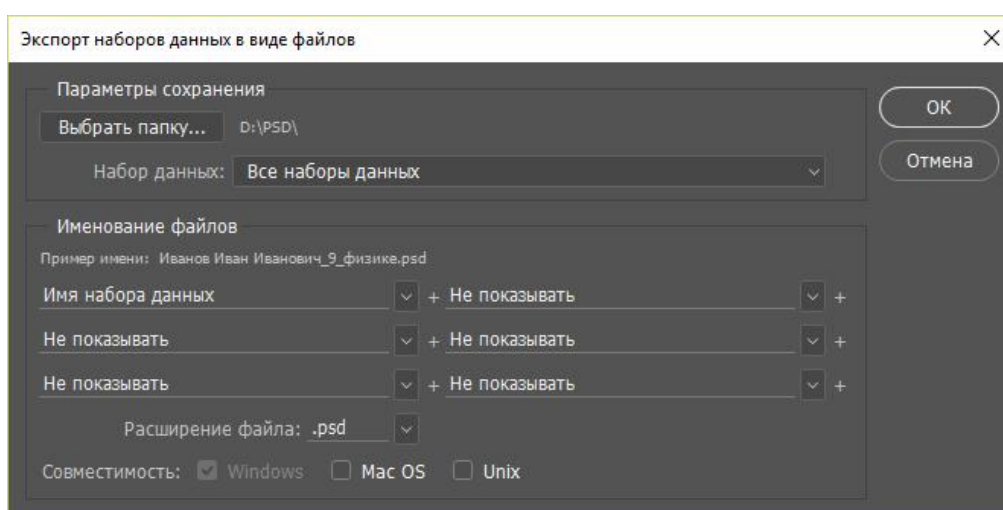 Экспорт наборов данных в виде файлов
Параметры сохранения
Выбрать папку... D:\PSD\
OK
Набор данных: Все наборы данных
Отмена
Именование файлов
Пример имени: Иванов Иван Иванович_9_физике.psd
Имя набора данных + Не показывать +
Не показывать + Не показывать +
Не показывать + Не показывать +
Расширение файла: .psd
Совместимость: Windows Mac OS Unix